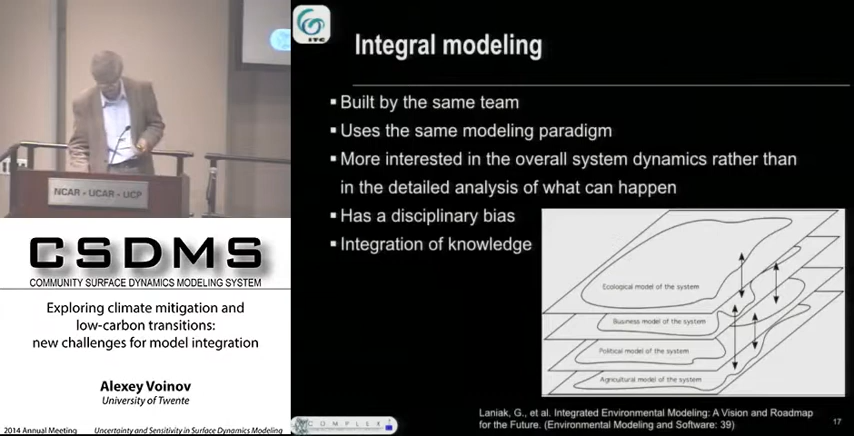 iTC
Integral modeling
▪ Built by the same team
▪ Uses the same modeling paradigm
▪ More interested in the overall system dynamics rather than
in the detailed analysis of what can happen
▪ Has a disciplinary bias
▪ Integration of knowledge
Ecological model of the system
Business model of the system
Political model of the system
Agricultural model of the system
Laniak, G., et al. Integrated Environmental Modeling: A Vision and Roadmap
for the Future. (Environmental Modeling and Software: 39)
17
COMPLEX
NCAR - UCAR - UCP
CSDMS
COMMUNITY SURFACE DYNAMICS MODELING SYSTEM
Exploring climate mitigation and
low-carbon transitions:
new challenges for model integration
Alexey Voinov
University of Twente
2014 Annual Meeting
Uncertainty and Sensitivity in Surface Dynamics Modeling